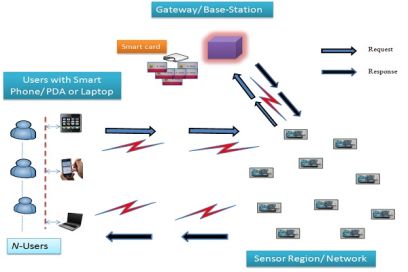 Gateway/Base-Station
Smart card
Request
Response
Users with Smart
Phone/PDA or Laptop
N-Users
Sensor Region/Network